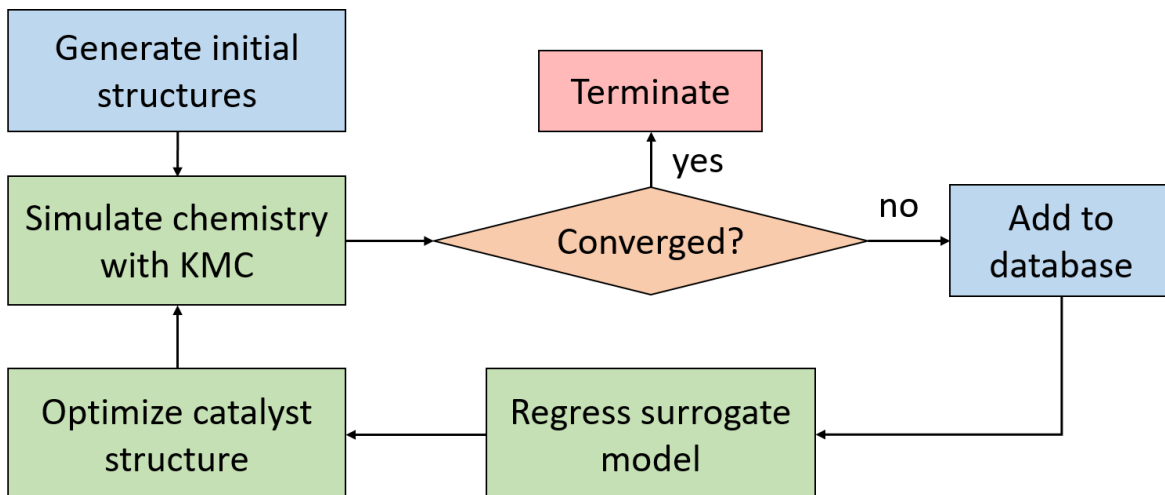 Generate initial
structures
Terminate
yes
Simulate chemistry
with KMC
Converged?
no
Add to
database
Optimize catalyst
structure
Regress surrogate
model